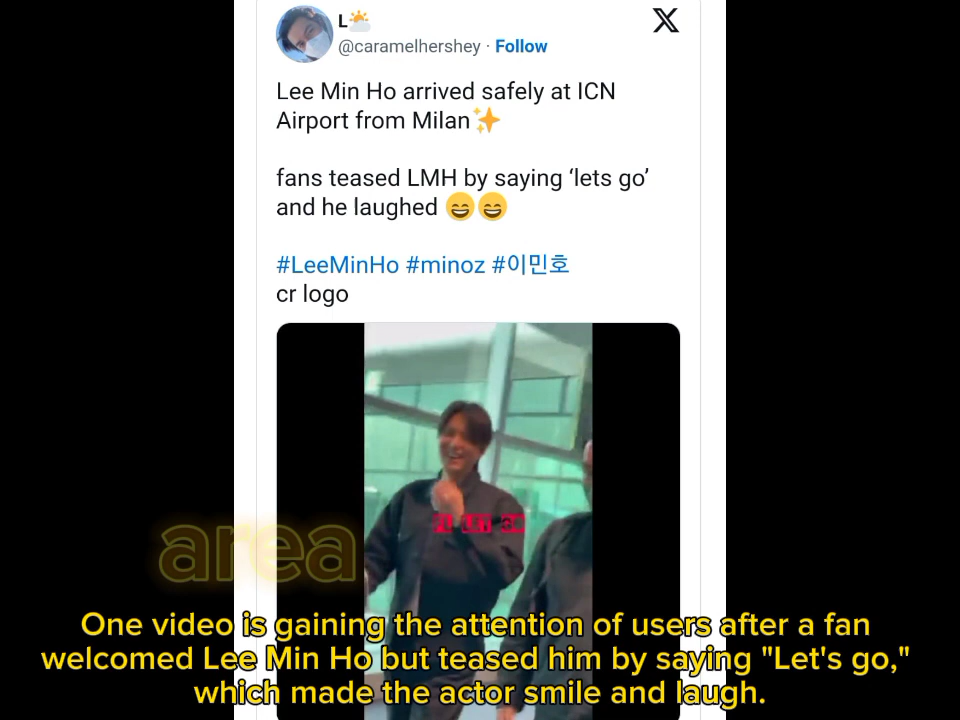 L
@caramelhershey · Follow
Lee Min Ho arrived safely at ICN
Airport from Milan
fans teased LMH by saying ‘lets go’
and he laughed
#LeeMinHo #minoz #이민호
cr logo
LET GO
area
One video is gaining the attention of users after a fan
welcomed Lee Min Ho but teased him by saying "Let's go,"
which made the actor smile and laugh.